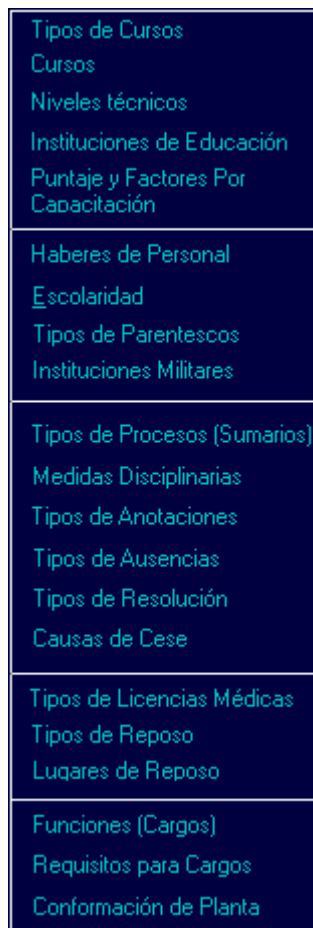 Tipos de Cursos
Cursos
Niveles técnicos
Instituciones de Educación
Puntaje y Factores Por
Capacitación
Haberes de Personal
Escolaridad
Tipos de Parentescos
Instituciones Militares
Tipos de Procesos (Sumarios)
Medidas Disciplinarias
Tipos de Anotaciones
Tipos de Ausencias
Tipos de Resolución
Causas de Cese
Tipos de Licencias Médicas
Tipos de Reposo
Lugares de Reposo
Funciones (Cargos)
Requisitos para Cargos
Conformación de Planta